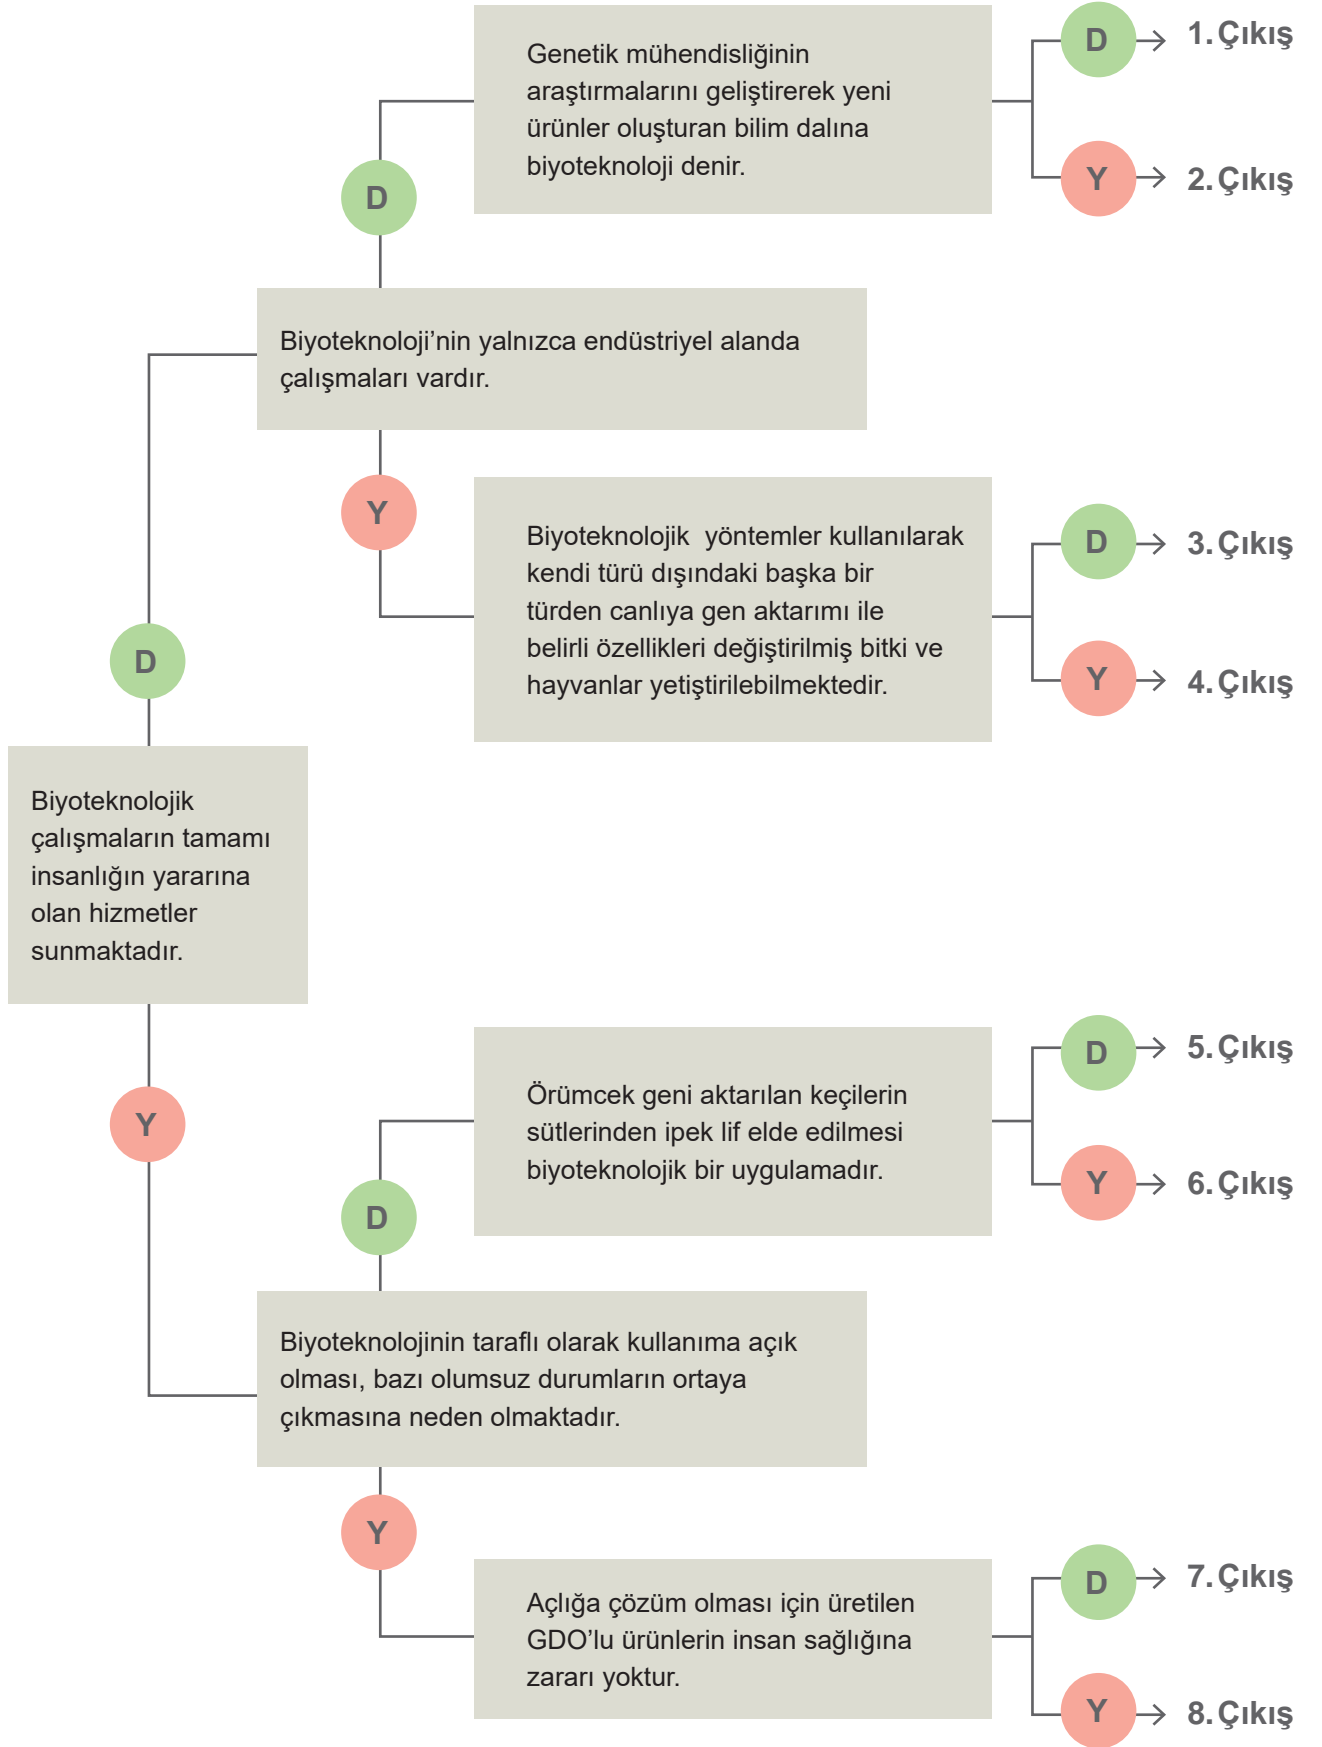 Genetik mühendisliğinin
araştırmalarını geliştirerek yeni
ürünler oluşturan bilim dalına
biyoteknoloji denir.
D
1. Çıkış
Y
2. Çıkış
D
Biyoteknoloji’nin yalnızca endüstriyel alanda
çalışmaları vardır.
Y
Biyoteknolojik yöntemler kullanılarak
kendi türü dışındaki başka bir
türden canlıya gen aktarımı ile
belirli özellikleri değiştirilmiş bitki ve
hayvanlar yetiştirilebilmektedir.
D
3. Çıkış
Y
4. Çıkış
D
Biyoteknolojik
çalışmaların tamamı
insanlığın yararına
olan hizmetler
sunmaktadır.
Y
Örümcek geni aktarılan keçilerin
sütlerinden ipek lif elde edilmesi
biyoteknolojik bir uygulamadır.
D
5. Çıkış
Y
6. Çıkış
D
Biyoteknolojinin taraflı olarak kullanıma açık
olması, bazı olumsuz durumların ortaya
çıkmasına neden olmaktadır.
Y
Açlığa çözüm olması için üretilen
GDO’lu ürünlerin insan sağlığına
zararı yoktur.
D
7. Çıkış
Y
8. Çıkış